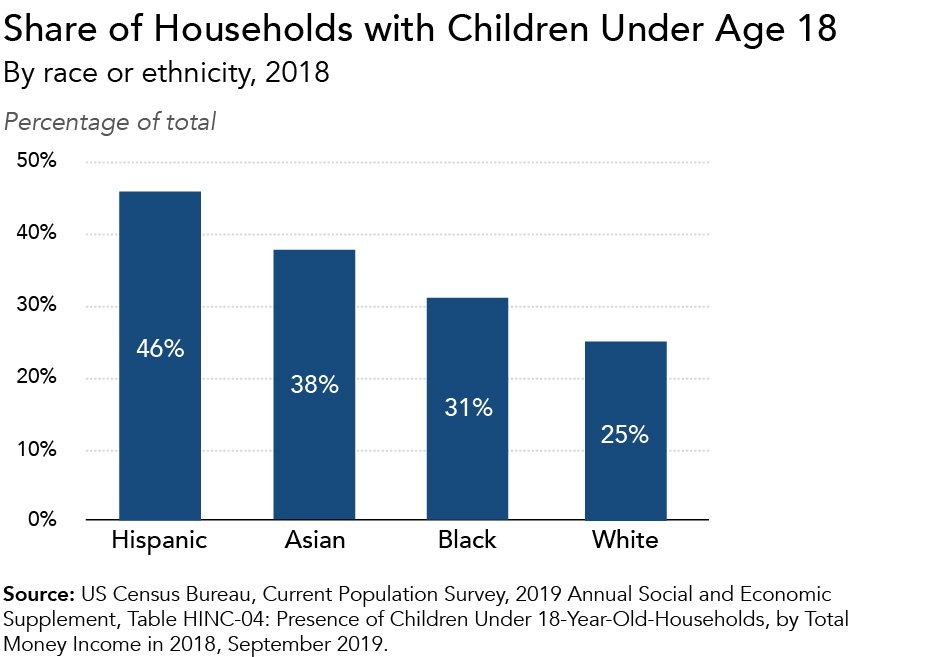 Share of Households with Children Under Age 18
By race or ethnicity, 2018
Percentage of total
50%
40%
30%
20%
10%
0%
46%
38%
31%
25%
Hispanic
Asian
Black
White
Source: US Census Bureau, Current Population Survey, 2019 Annual Social and Economic
Supplement, Table HINC-04: Presence of Children Under 18-Year-Old-Households, by Total
Money Income in 2018, September 2019.